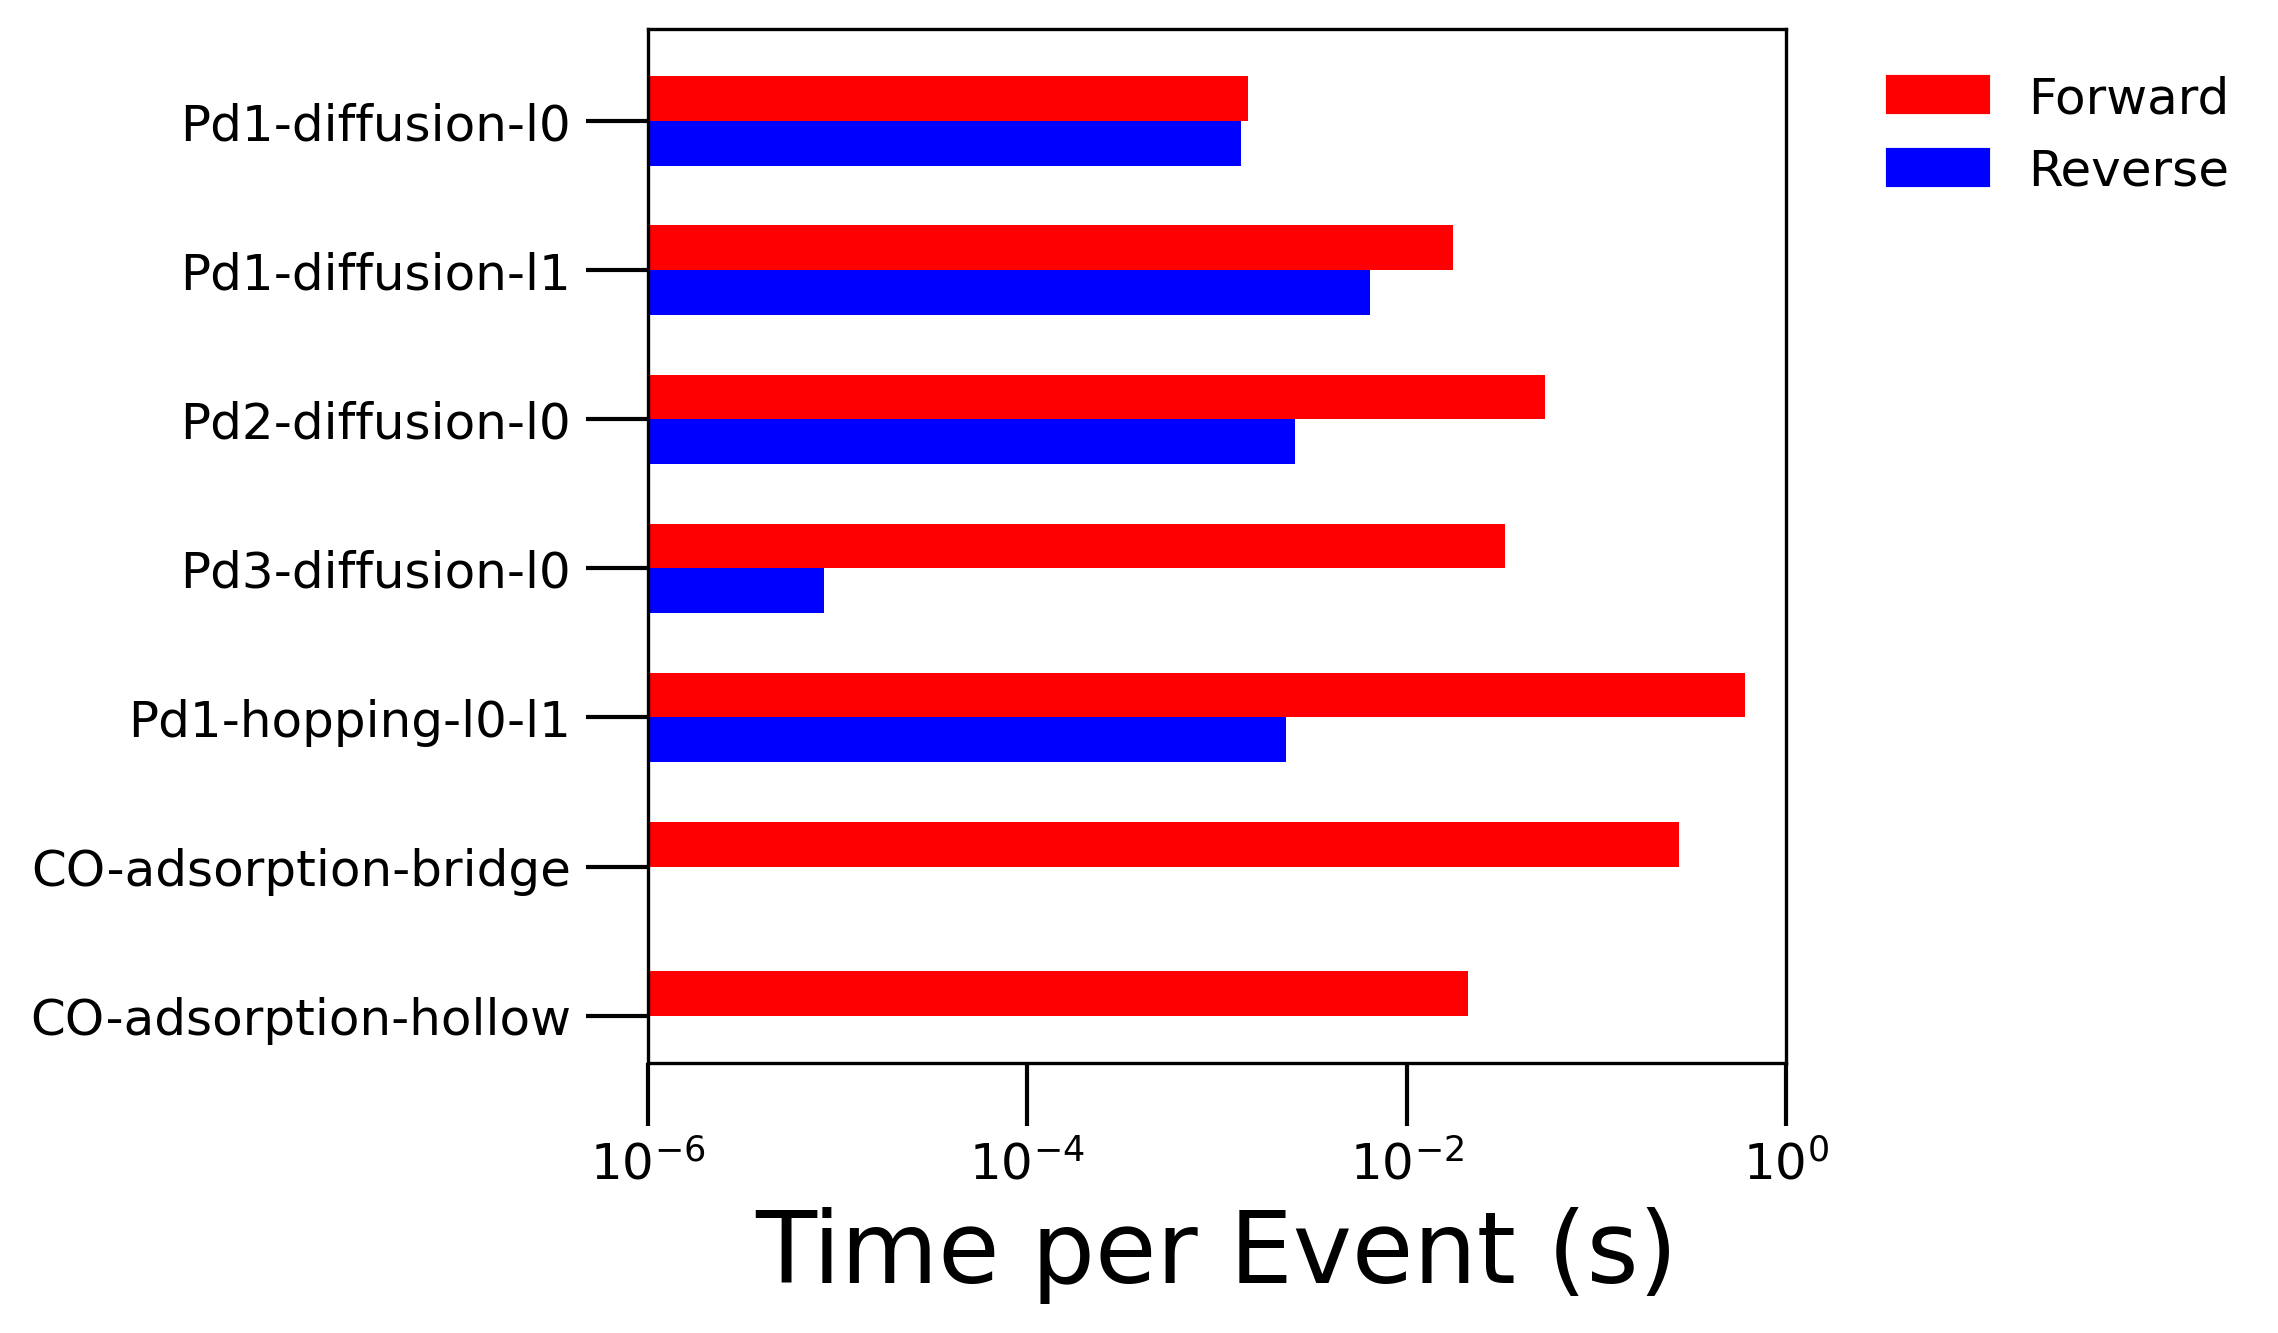 Forward
Reverse
Pd1-diffusion-l0
Pd1-diffusion-l1
Pd2-diffusion-l0
Pd3-diffusion-l0
Pd1-hopping-l0-l1
CO-adsorption-bridge
CO-adsorption-hollow
10⁻⁶ 10⁻⁴ 10⁻² 10⁰
Time per Event (s)